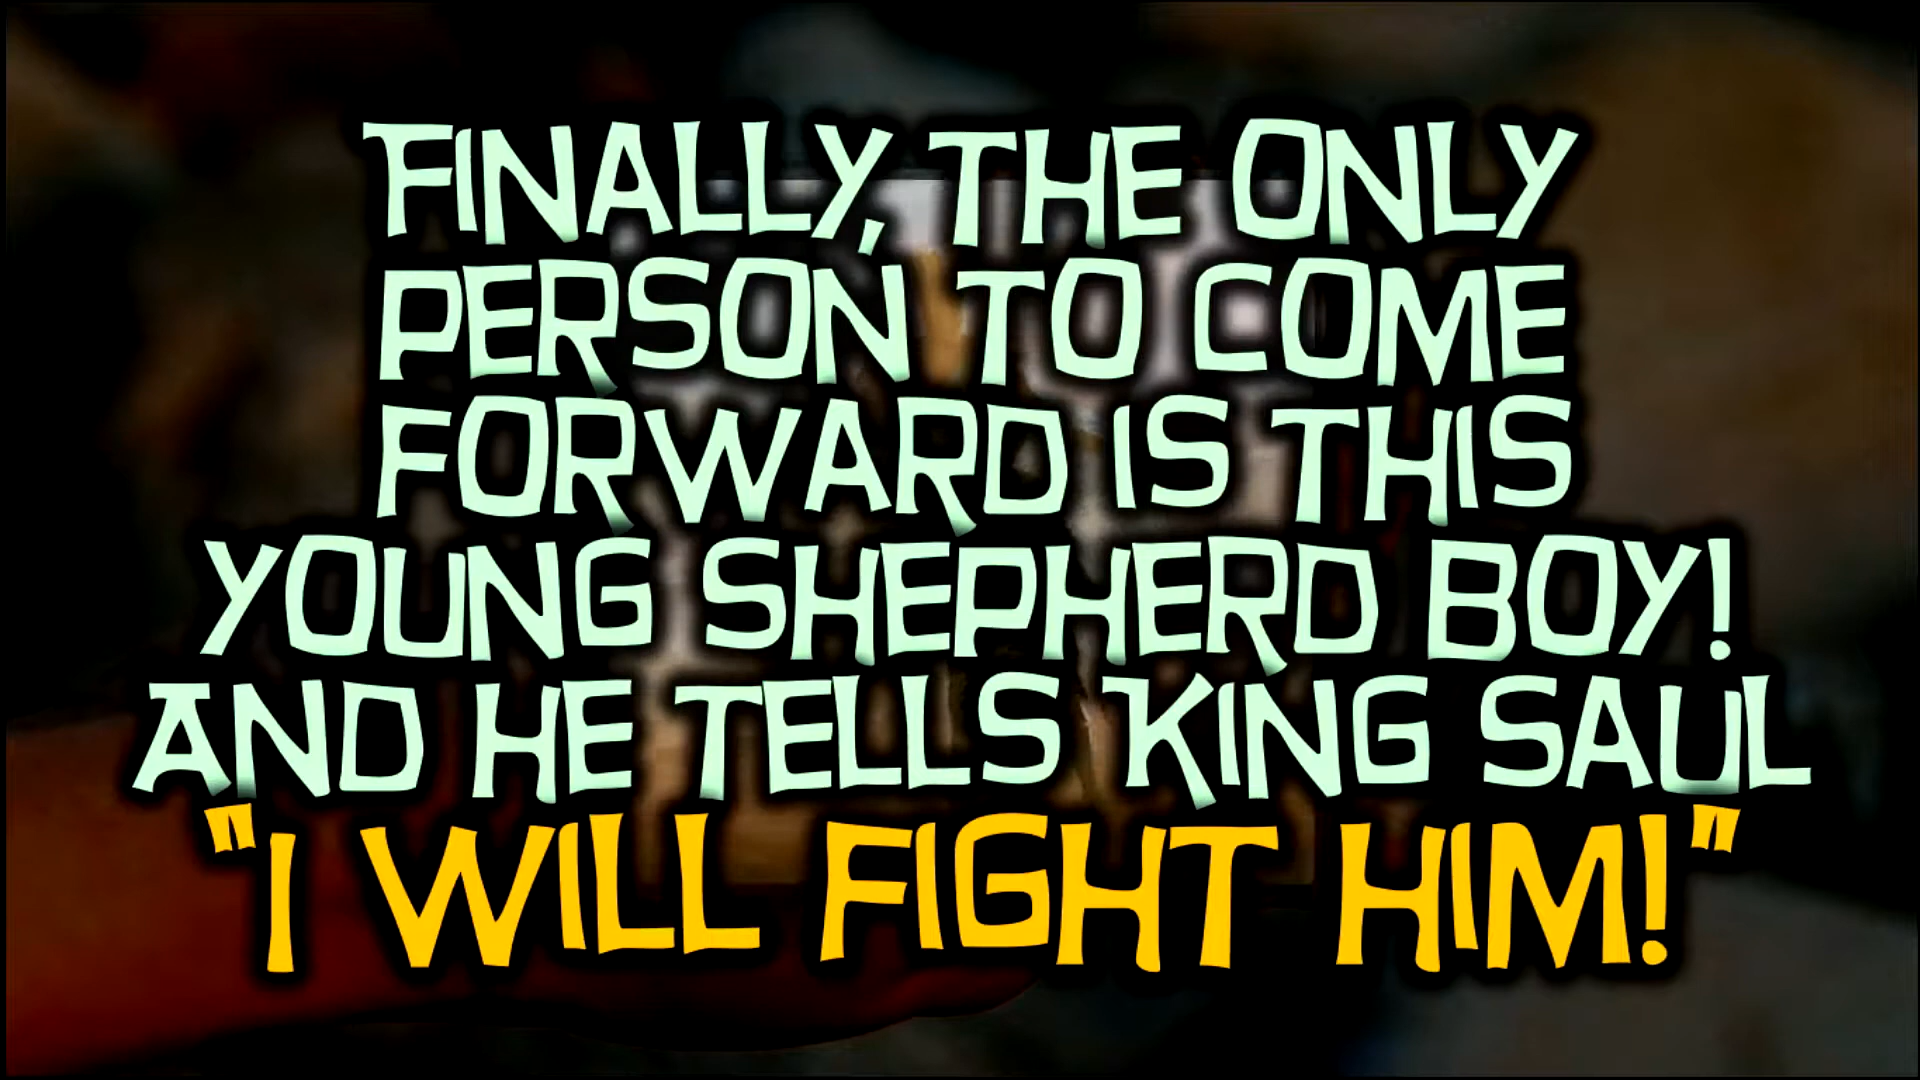 FINALLY, THE ONLY
PERSON TO COME
FORWARD IS THIS
YOUNG SHEPHERD BOY!
AND HE TELLS KING SAUL
"I WILL FIGHT HIM!"